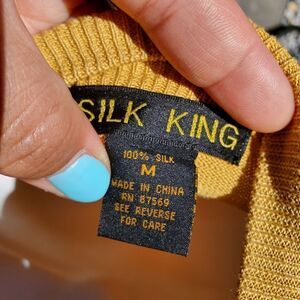 SILK KING
100% SILK
M
MADE IN CHINA
RN 87569
SEE REVERSE
FOR CARE